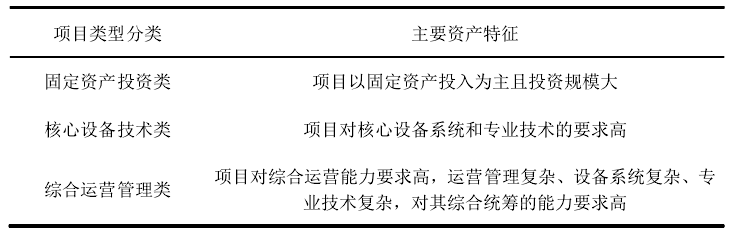 项目类型分类 主要资产特征
固定资产投资类 项目以固定资产投入为主且投资规模大
核心设备技术类 项目对核心设备系统和专业技术的要求高
综合运营管理类 项目对综合运营能力要求高，运营管理复杂、设备系统复杂、专
业技术复杂，对其综合统筹的能力要求高